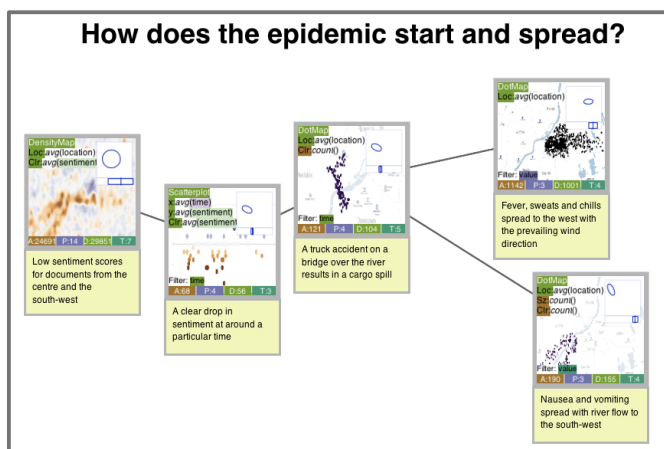 How does the epidemic start and spread?
DensityMap
Loc:avg(location)
Clr:avg(sentiment
A:24691 P:14 D:29851 T:7
Low sentiment scores
for documents from the
centre and the
south-west
Scatterplot
x:avg(time)
y:avg(sentiment)
Clr:avg(sentiment
Filter: time
A:68 P:4 D:56 T:3
A clear drop in
sentiment at around a
particular time
DotMap
Loc:avg(location)
Clr:count()
Filter: time
A:121 P:4 D:104 T:5
A truck accident on a
bridge over the river
results in a cargo spill
DotMap
Loc:avg(location)
Filter: value
A:1142 P:3 D:1001 T:4
Fever, sweats and chills
spread to the west with
the prevailing wind
direction
DotMap
Loc:avg(location)
Sz:count()
Clr:count()
Filter: value
A:190 P:3 D:155 T:4
Nausea and vomiting
spread with river flow to
the south-west